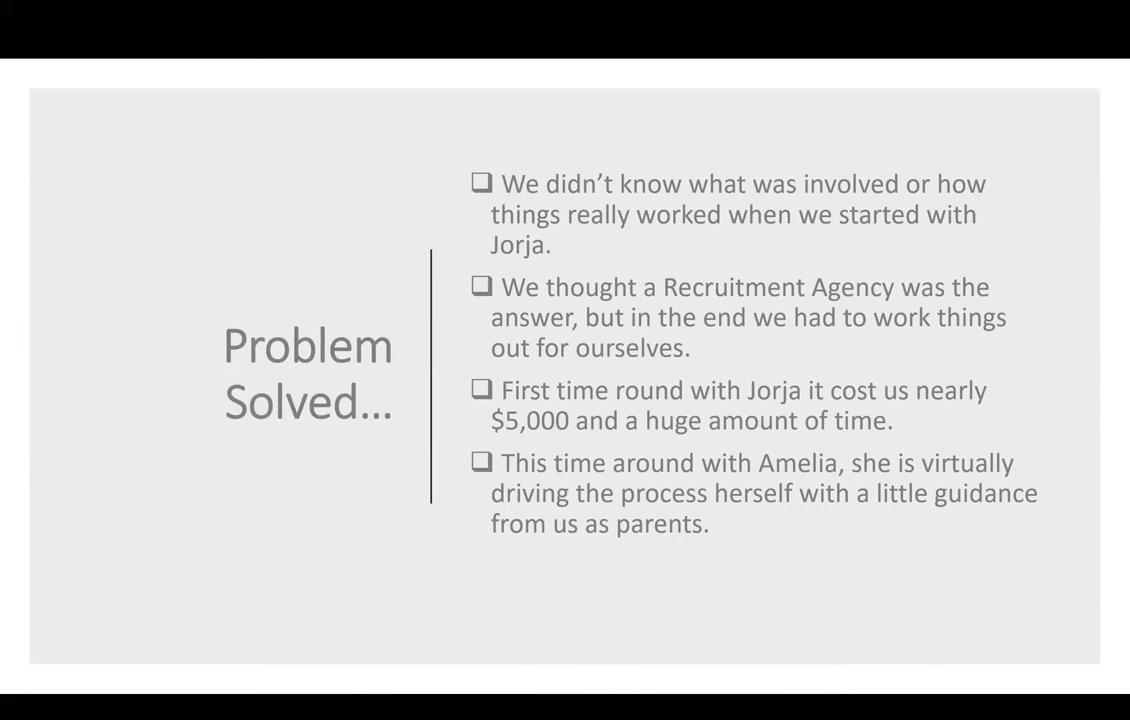 Problem
Solved...
We didn’t know what was involved or how
things really worked when we started with
Jorja.
We thought a Recruitment Agency was the
answer, but in the end we had to work things
out for ourselves.
First time round with Jorja it cost us nearly
$5,000 and a huge amount of time.
This time around with Amelia, she is virtually
driving the process herself with a little guidance
from us as parents.